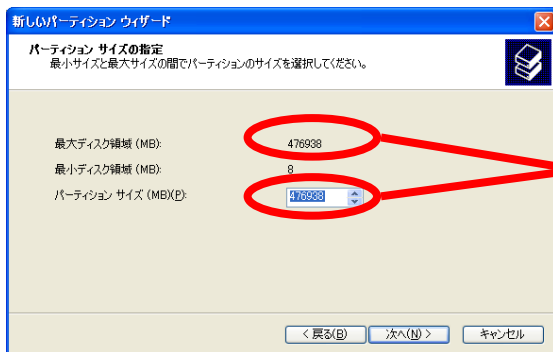 新しいパーティション ウィザード
パーティション サイズの指定
最小サイズと最大サイズの間でパーティションのサイズを選択してください。
最大ディスク領域 (MB): 476938
最小ディスク領域 (MB): 8
パーティション サイズ (MB)(P): 476938
< 戻る(B) 次へ(N) > キャンセル